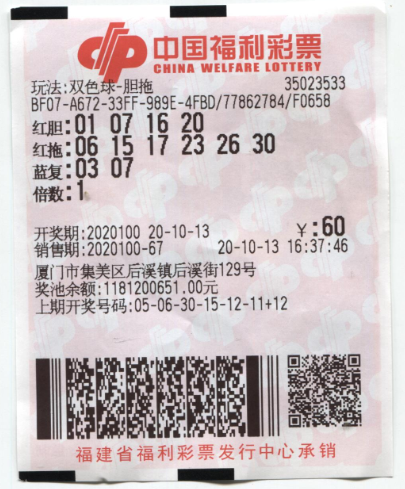 中国福利彩票
CHINA WELFARE LOTTERY
玩法:双色球-胆拖 35023533
BF07-A672-33FF-989E-4FBD/77862784/F0658
红胆:01 07 16 20
红拖:06 15 17 23 26 30
蓝复:03 07
倍数:1
开奖期:2020100 20-10-13 ￥:60
销售期:2020100-67 20-10-13 16:37:46
厦门市集美区后溪镇后溪街129号
奖池余额:1181200651.00元
上期开奖号码:05-06-30-15-12-11+12
福建省福利彩票发行中心承销